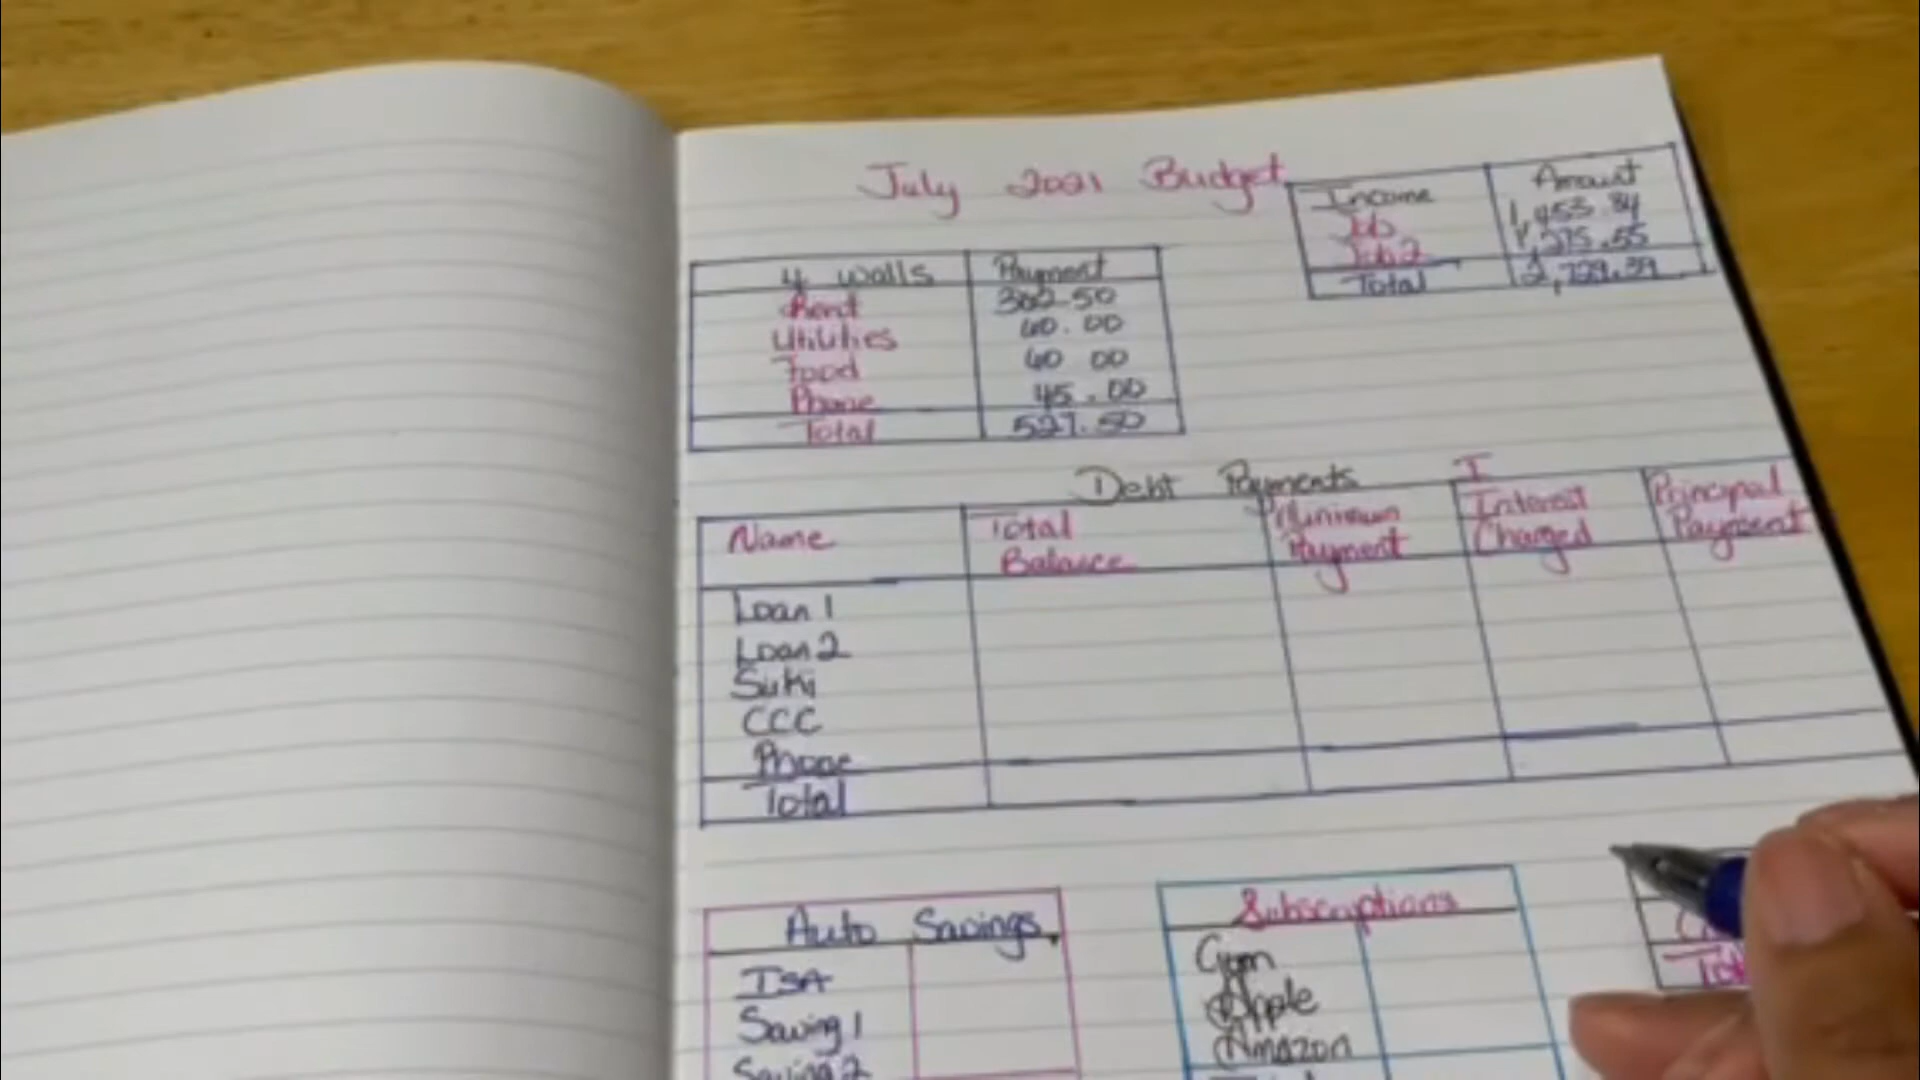 July 2021 Budget
Income Amount
Job 1,453.84
Job 2 1,275.55
Total 2,729.39
4 walls Payment
Rent 382.50
Utilities 60.00
Food 40 00
Phone 45.00
Total 527.50
Debt Payments I
Name Total Balance Minimum Payment Interest Charged Principal Payment
Loan 1
Loan 2
Suki
CCC
Phone
Total
Auto Savings
ISA
Saving 1
Saving 2
Subscriptions
Gym
Apple
Amazon